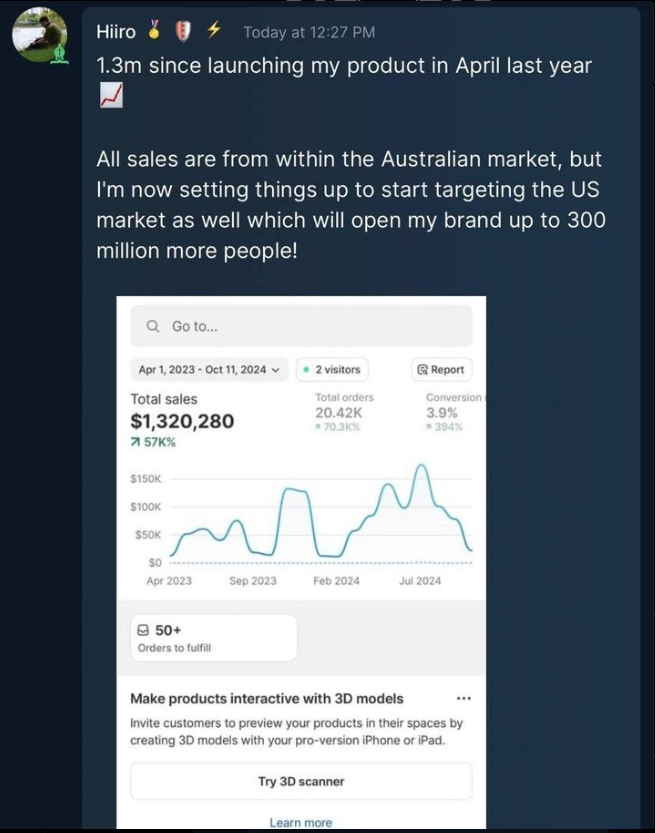 Hiiro 🏅 ⚡ Today at 12:27 PM
1.3m since launching my product in April last year
📈
All sales are from within the Australian market, but
I'm now setting things up to start targeting the US
market as well which will open my brand up to 300
million more people!
Go to...
Apr 1, 2023 - Oct 11, 2024 2 visitors Report
Total sales Total orders Conversion
$1,320,280 20.42K 3.9%
↗ 57K% ↗ 70.3K% ↗ 394%
$150K
$100K
$50K
$0
Apr 2023 Sep 2023 Feb 2024 Jul 2024
50+
Orders to fulfill
Make products interactive with 3D models ...
Invite customers to preview your products in their spaces by
creating 3D models with your pro-version iPhone or iPad.
Try 3D scanner
Learn more